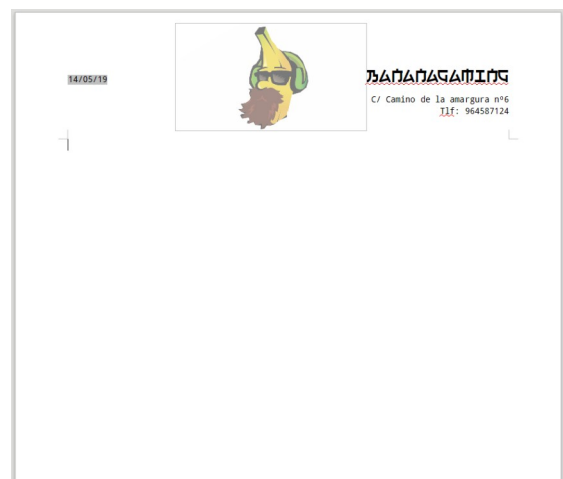 14/05/19
BANANAGAMING
C/ Camino de la amargura nº6
Tlf: 964587124